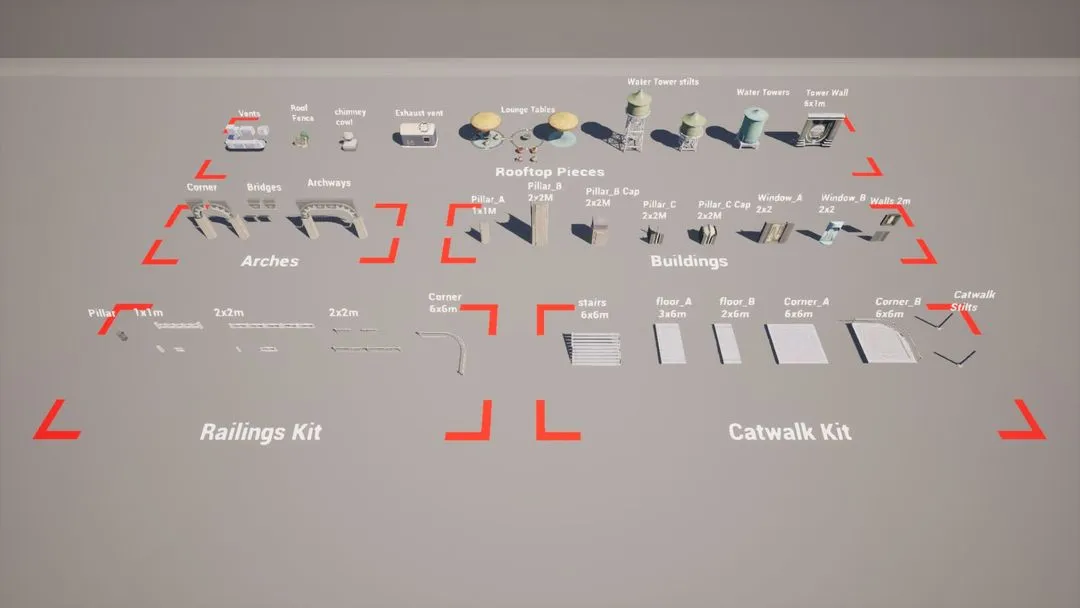 Water Tower stilts
Vents
Roof
Fence
chimney
cowl
Exhaust vent
Lounge Tables
Water Towers
Tower Wall
6x1m
Rooftop Pieces
Corner
Bridges
Archways
Arches
Pillar_A
1x1M
Pillar_B
2x2M
Pillar_B Cap
2x2M
Pillar_C
2x2M
Pillar_C Cap
2x2M
Window_A
2x2
Window_B
2x2
Walls 2m
Buildings
Pillar
1x1m
2x2m
2x2m
Corner
6x6m
Railings Kit
stairs
6x6m
floor_A
3x6m
floor_B
2x6m
Corner_A
6x6m
Corner_B
6x6m
Catwalk
Stilts
Catwalk Kit